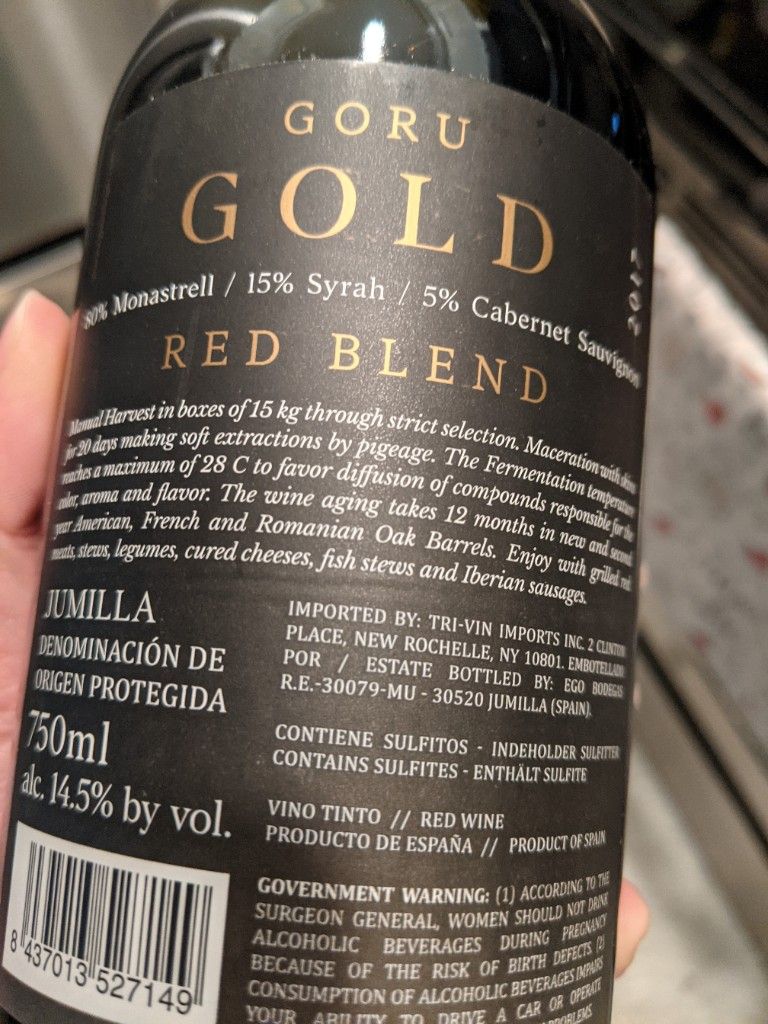 GORU
GOLD
80% Monastrell / 15% Syrah / 5% Cabernet Sauvignon
2017
RED BLEND
Manual Harvest in boxes of 15 kg through strict selection. Maceration with skins
for 20 days making soft extractions by pigeage. The Fermentation temperature
reaches a maximum of 28 C to favor diffusion of compounds responsible for the
color, aroma and flavor. The wine aging takes 12 months in new and second
year American, French and Romanian Oak Barrels. Enjoy with grilled red
meats, stews, legumes, cured cheeses, fish stews and Iberian sausages.
JUMILLA
DENOMINACIÓN DE
ORIGEN PROTEGIDA
750ml
alc. 14.5% by vol.
IMPORTED BY: TRI-VIN IMPORTS INC. 2 CLINTON
PLACE, NEW ROCHELLE, NY 10801. EMBOTELLADO
POR / ESTATE BOTTLED BY: EGO BODEGAS
R.E.-30079-MU - 30520 JUMILLA (SPAIN).
CONTIENE SULFITOS - INDEHOLDER SULFITTER
CONTAINS SULFITES - ENTHÄLT SULFITE
VINO TINTO // RED WINE
PRODUCTO DE ESPAÑA // PRODUCT OF SPAIN
8 437013 527149
GOVERNMENT WARNING: (1) ACCORDING TO THE
SURGEON GENERAL, WOMEN SHOULD NOT DRINK
ALCOHOLIC BEVERAGES DURING PREGNANCY
BECAUSE OF THE RISK OF BIRTH DEFECTS. (2)
CONSUMPTION OF ALCOHOLIC BEVERAGES IMPAIRS
YOUR ABILITY TO DRIVE A CAR OR OPERATE
PROBLEMS.